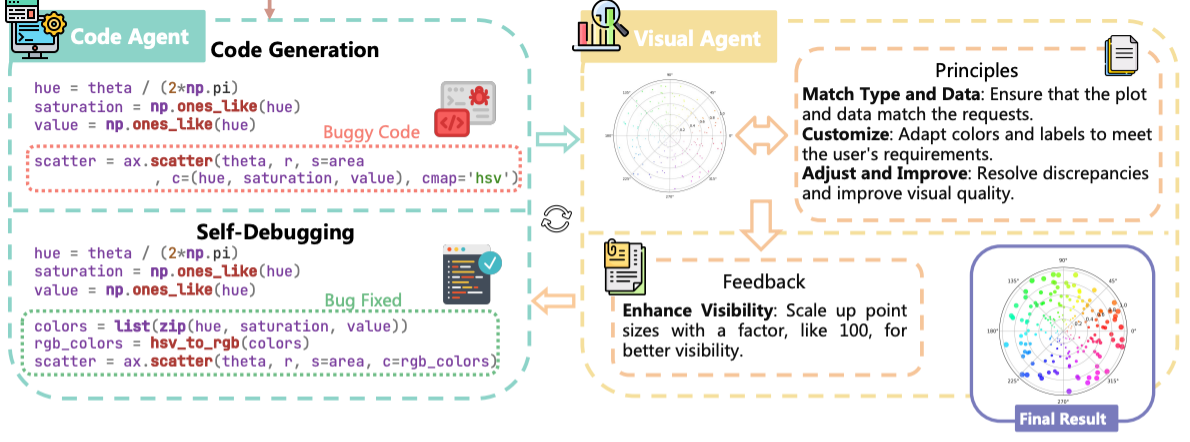 Code Agent
Code Generation
hue = theta / (2*np.pi)
saturation = np.ones_like(hue)
value = np.ones_like(hue)
Buggy Code
scatter = ax.scatter(theta, r, s=area
, c=(hue, saturation, value), cmap='hsv')
Self-Debugging
hue = theta / (2*np.pi)
saturation = np.ones_like(hue)
value = np.ones_like(hue)
Bug Fixed
colors = list(zip(hue, saturation, value))
rgb_colors = hsv_to_rgb(colors)
scatter = ax.scatter(theta, r, s=area, c=rgb_colors)
Visual Agent
Principles
Match Type and Data: Ensure that the plot
and data match the requests.
Customize: Adapt colors and labels to meet
the user's requirements.
Adjust and Improve: Resolve discrepancies
and improve visual quality.
Feedback
Enhance Visibility: Scale up point
sizes with a factor, like 100, for
better visibility.
90°
135°
180°
0°
225°
315°
270°
Final Result